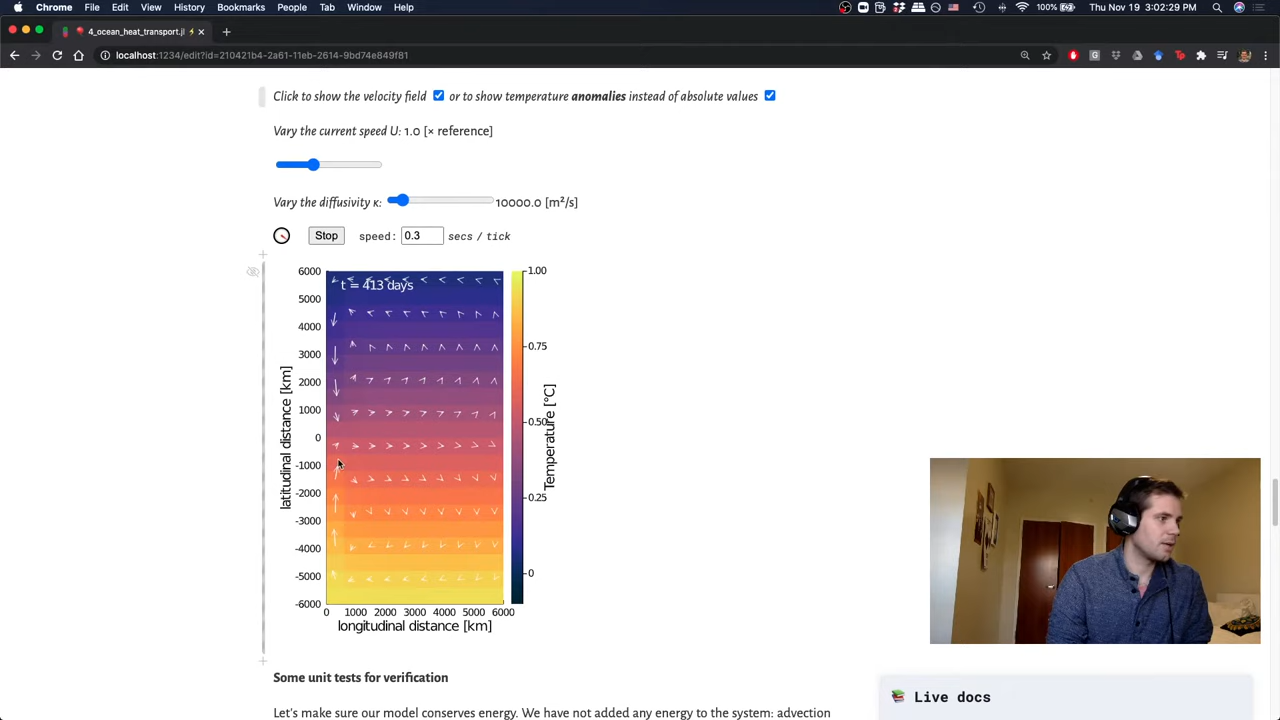 Chrome File Edit View History Bookmarks People Tab Window Help 100% Thu Nov 19 3:02:29 PM
4_ocean_heat_transport.jl
localhost:1234/edit?id=210421b4-2a61-11eb-2614-9bd74e849f81
Click to show the velocity field or to show temperature anomalies instead of absolute values
Vary the current speed U: 1.0 [× reference]
Vary the diffusivity κ: 10000.0 [m²/s]
Stop speed: 0.3 secs / tick
t = 413 days
6000
5000
4000
3000
2000
1000
0
-1000
-2000
-3000
-4000
-5000
-6000
latitudinal distance [km]
0 1000 2000 3000 4000 5000 6000
longitudinal distance [km]
1.00
0.75
0.50
0.25
0
Temperature [°C]
Some unit tests for verification
Let's make sure our model conserves energy. We have not added any energy to the system: advection
Live docs